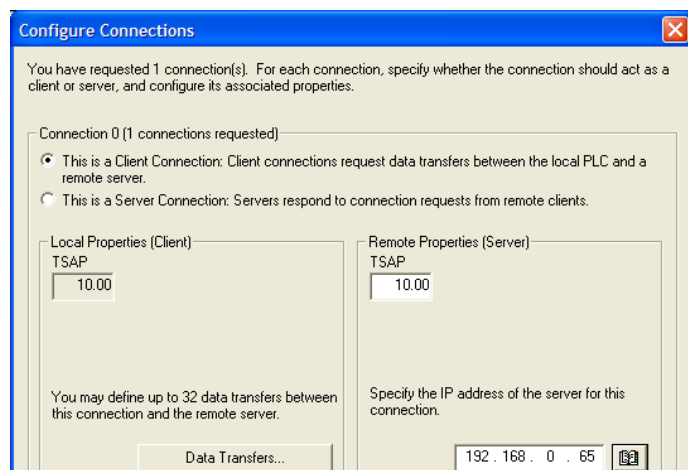 Configure Connections
You have requested 1 connection(s). For each connection, specify whether the connection should act as a
client or server, and configure its associated properties.
Connection 0 (1 connections requested)
This is a Client Connection: Client connections request data transfers between the local PLC and a
remote server.
This is a Server Connection: Servers respond to connection requests from remote clients.
Local Properties (Client)
TSAP
10.00
You may define up to 32 data transfers between
this connection and the remote server.
Data Transfers...
Remote Properties (Server)
TSAP
10.00
Specify the IP address of the server for this
connection.
192 . 168 . 0 . 65